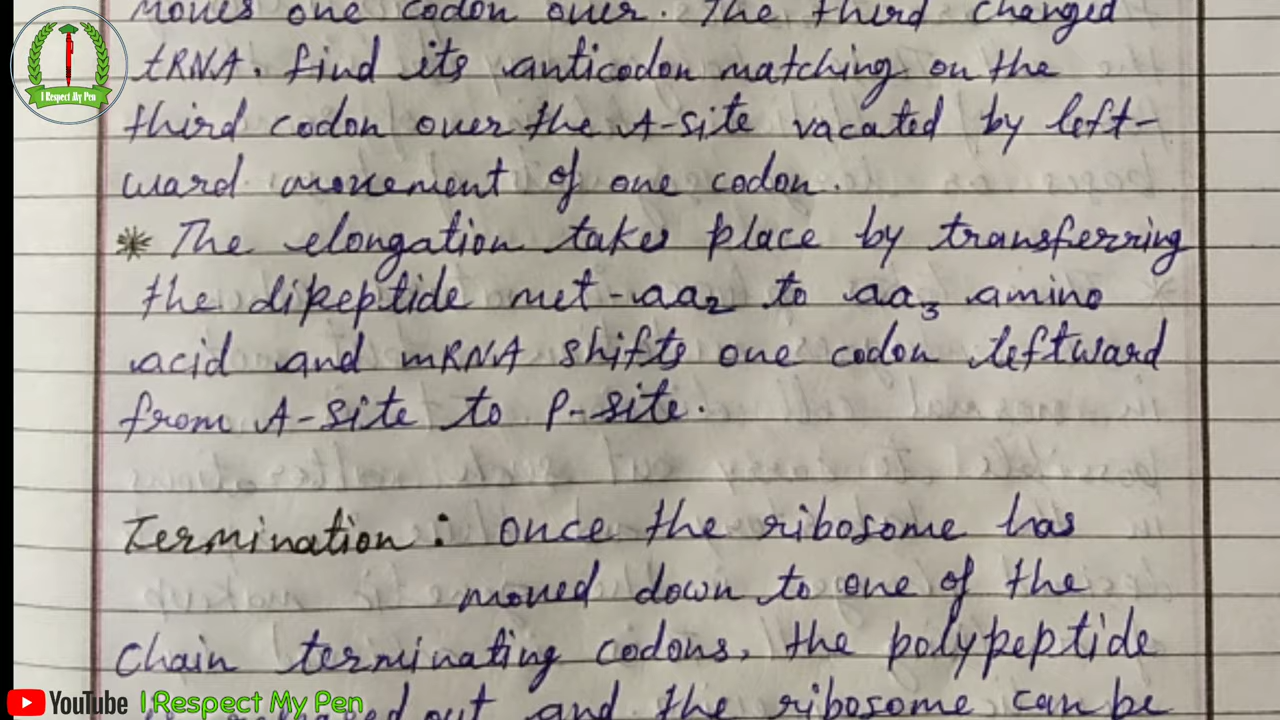 moves one codon over. The third changed
tRNA. find its anticodon matching on the
third codon over the A-site vacated by left-
ward movement of one codon.
* The elongation takes place by transferring
the dipeptide met-aa₂ to aa₃ amino
acid and mRNA shifts one codon leftward
from A-site to P-site.
Termination: once the ribosome has
moved down to one of the
Chain terminating codons, the polypeptide
out and the ribosome can be
I Respect My Pen
YouTube I Respect My Pen